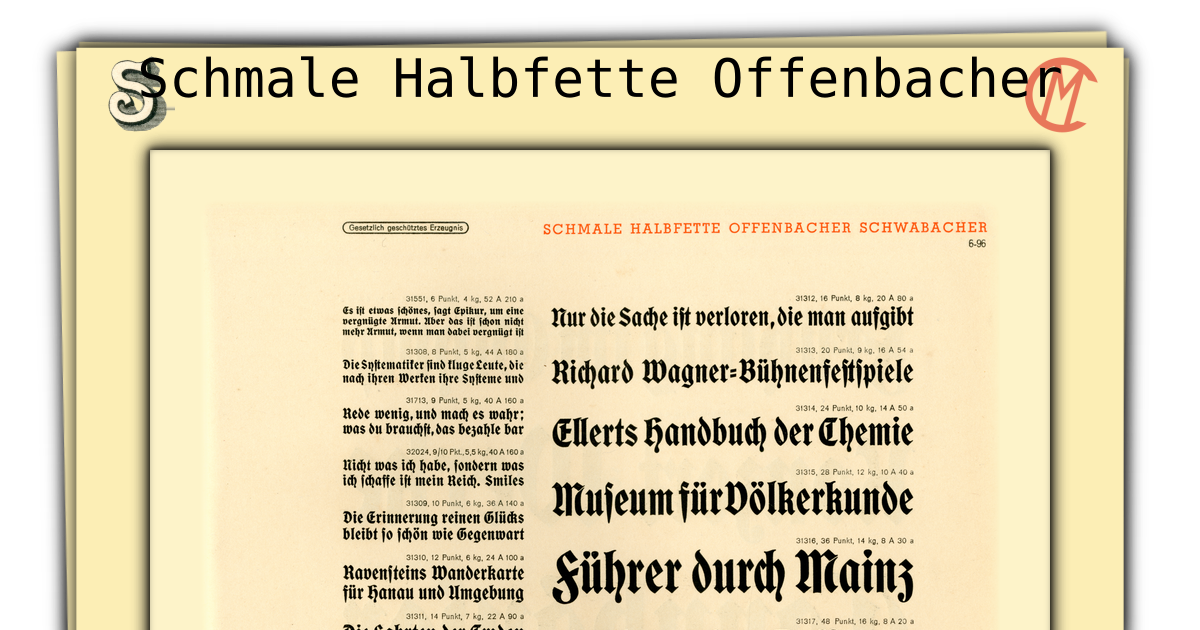 Schmale Halbfette Offenbacher
Gesetzlich geschütztes Erzeugnis
SCHMALE HALBFETTE OFFENBACHER SCHWABACHER
6-96
31551, 6 Punkt, 4 kg, 52 A 210 a
Es iſt etwas ſchönes, ſagt Epikur, um eine
vergnügte Armut. Aber das iſt ſchon nicht
mehr Armut, wenn man dabei vergnügt iſt
31308, 8 Punkt, 5 kg, 44 A 180 a
Die Syſtematiker ſind kluge Leute, die
nach ihren Werken ihre Syſteme und
31713, 9 Punkt, 5 kg, 40 A 160 a
Rede wenig, und mach es wahr;
was du brauchſt, das bezahle bar
32024, 9/10 Pkt., 5,5 kg, 40 A 160 a
Nicht was ich habe, ſondern was
ich ſchaffe iſt mein Reich. Smiles
31309, 10 Punkt, 6 kg, 36 A 140 a
Die Erinnerung reinen Glücks
bleibt ſo ſchön wie Gegenwart
31310, 12 Punkt, 6 kg, 24 A 100 a
Ravenſteins Wanderkarte
für Hanau und Umgebung
31311, 14 Punkt, 7 kg, 22 A 90 a
31312, 16 Punkt, 8 kg, 20 A 80 a
Nur die Sache iſt verloren, die man aufgibt
31313, 20 Punkt, 9 kg, 16 A 54 a
Richard Wagner-Bühnenfeſtſpiele
31314, 24 Punkt, 10 kg, 14 A 50 a
Ellerts Handbuch der Chemie
31315, 28 Punkt, 12 kg, 10 A 40 a
Muſeum für Völkerkunde
31316, 36 Punkt, 14 kg, 8 A 30 a
Führer durch Mainz
31317, 48 Punkt, 16 kg, 8 A 20 a